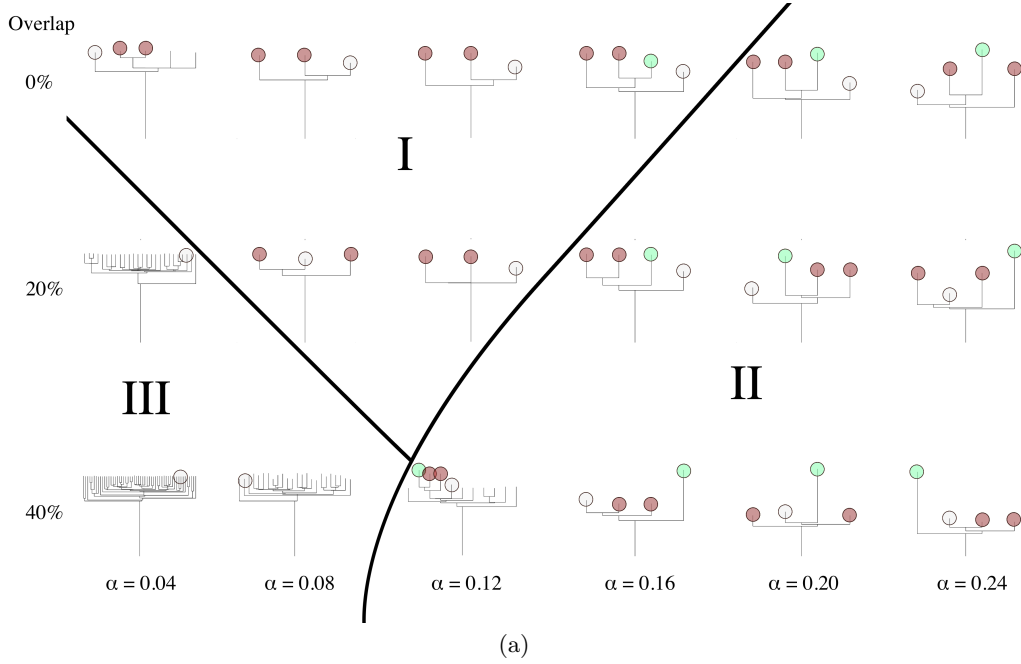 Overlap
0%
I
20%
III
II
40%
α = 0.04 α = 0.08 α = 0.12 α = 0.16 α = 0.20 α = 0.24
(a)